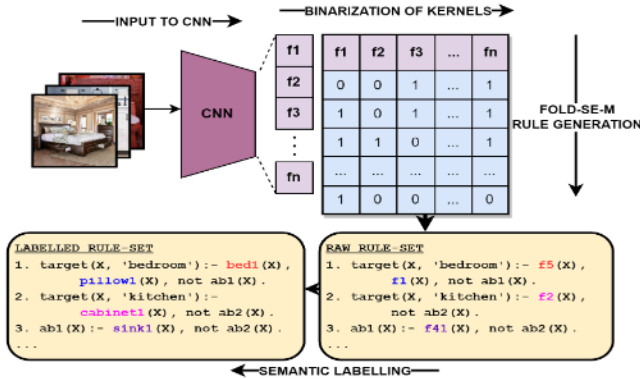 INPUT TO CNN
BINARIZATION OF KERNELS
CNN
f1
f2
f3
fn
f1 f2 f3 ... fn
0 0 1 ... 1
1 0 1 ... 1
1 1 0 ... 1
... ... ... ... ...
1 0 0 ... 0
FOLD-SE-M
RULE GENERATION
LABELLED RULE-SET
1. target(X, 'bedroom'):- bed1(X),
pillow1(X), not ab1(X).
2. target(X, 'kitchen'):-
cabinet1(X), not ab2(X).
3. ab1(X):- sink1(X), not ab2(X).
...
RAW RULE-SET
1. target(X, 'bedroom'):- f5(X),
f1(X), not ab1(X).
2. target(X, 'kitchen'):- f2(X),
not ab2(X).
3. ab1(X):- f41(X), not ab2(X).
...
SEMANTIC LABELLING